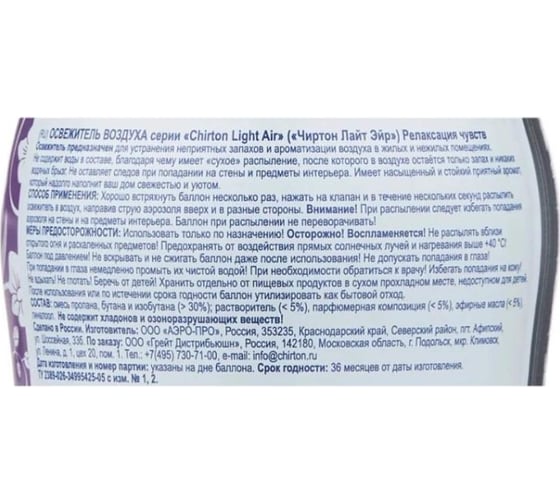 (RU) ОСВЕЖИТЕЛЬ ВОЗДУХА серии «Chirton Light Air» («Чиртон Лайт Эйр») Релаксация чувств
Освежитель предназначен для устранения неприятных запахов и ароматизации воздуха в жилых и нежилых помещениях.
Не содержит воды в составе, благодаря чему имеет «сухое» распыление, после которого в воздухе остаётся только запах и никаких
водяных брызг. Не оставляет следов при попадании на стены и предметы интерьера. Имеет насыщенный и стойкий приятный аромат,
который надолго наполнит ваш дом свежестью и уютом.
СПОСОБ ПРИМЕНЕНИЯ: Хорошо встряхнуть баллон несколько раз, нажать на клапан и в течение нескольких секунд распылить
освежитель в воздух, направив струю аэрозоля вверх и в разные стороны. Внимание! При распылении следует избегать попадания
аэрозоля на стены и предметы интерьера. Баллон при распылении не переворачивать!
МЕРЫ ПРЕДОСТОРОЖНОСТИ: Использовать только по назначению! Осторожно! Воспламеняется! Не распылять вблизи
открытого огня и раскаленных предметов! Предохранять от воздействия прямых солнечных лучей и нагревания выше +40 °С!
Баллон под давлением! Не вскрывать и не сжигать баллон даже после использования! Не допускать попадания в глаза!
При попадании в глаза немедленно промыть их чистой водой! При необходимости обратиться к врачу! Избегать попадания на кожу!
Не вдыхать! Не глотать! Беречь от детей! Хранить отдельно от пищевых продуктов в сухом прохладном месте, недоступном для детей.
После использования или по истечении срока годности баллон утилизировать как бытовой отход.
СОСТАВ: смесь пропана, бутана и изобутана (> 30%); растворитель (< 5%), парфюмерная композиция (< 5%), эфирные масла (< 5%),
линалоол. Не содержит хладонов и озоноразрушающих веществ!
Сделано в России. Изготовитель: ООО «АЭРО-ПРО», Россия, 353235, Краснодарский край, Северский район, пгт. Афипский,
ул. Шоссейная, 33Б. По заказу: ООО «Грейт Дистрибьюшн», Россия, 142180, Московская область, г. Подольск, мкр. Климовск,
ул. Ленина, д. 1, цех 20, пом. 1. Тел.: +7(495) 730-71-00, e-mail: info@chirton.ru.
Дата изготовления и номер партии: указаны на дне баллона. Срок годности: 36 месяцев от даты изготовления.
ТУ 2389-026-34995425-05 с изм. № 1, 2.